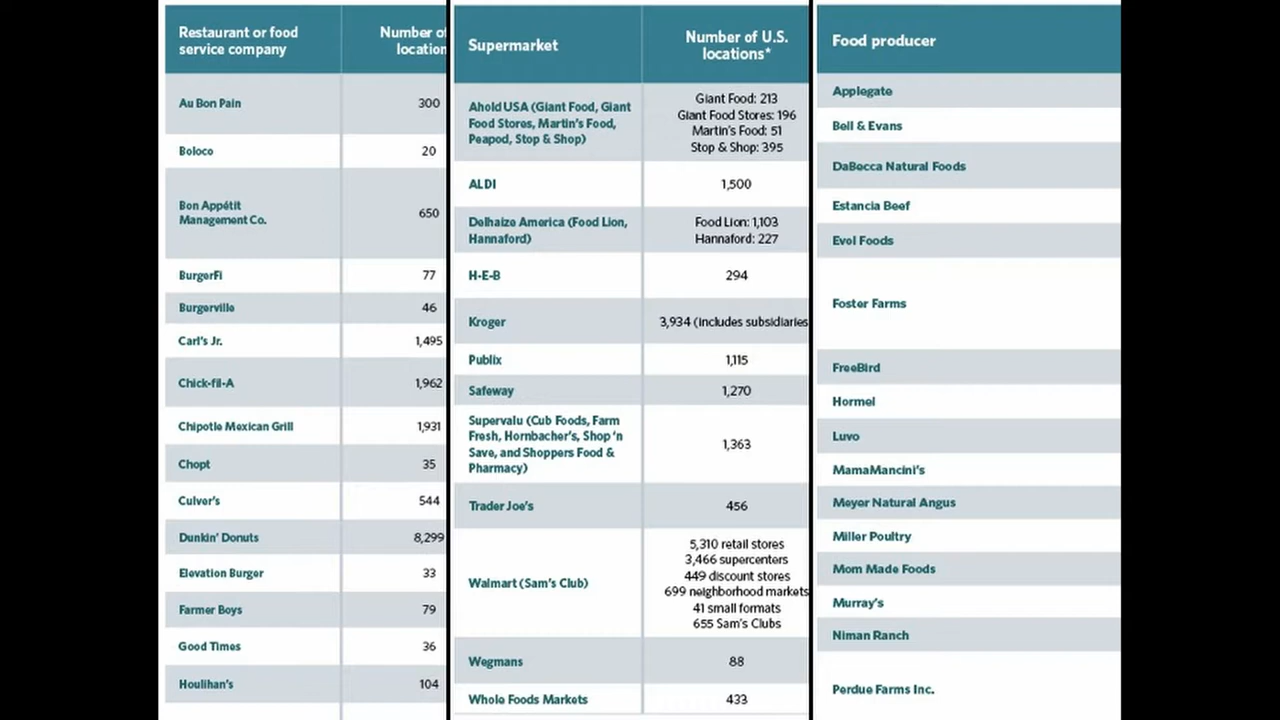 Restaurant or food
service company
Number of
location
Au Bon Pain
300
Boloco
20
Bon Appétit
Management Co.
650
BurgerFi
77
Burgerville
46
Carl's Jr.
1,495
Chick-fil-A
1,962
Chipotle Mexican Grill
1,931
Chopt
35
Culver's
544
Dunkin' Donuts
8,299
Elevation Burger
33
Farmer Boys
79
Good Times
36
Houlihan's
104
Supermarket
Number of U.S.
locations*
Ahold USA (Giant Food, Giant
Food Stores, Martin's Food,
Peapod, Stop & Shop)
Giant Food: 213
Giant Food Stores: 196
Martin's Food: 51
Stop & Shop: 395
ALDI
1,500
Delhaize America (Food Lion,
Hannaford)
Food Lion: 1,103
Hannaford: 227
H-E-B
294
Kroger
3,934 (includes subsidiaries
Publix
1,115
Safeway
1,270
Supervalu (Cub Foods, Farm
Fresh, Hornbacher's, Shop 'n
Save, and Shoppers Food &
Pharmacy)
1,363
Trader Joe's
456
Walmart (Sam's Club)
5,310 retail stores
3,466 supercenters
449 discount stores
699 neighborhood markets
41 small formats
655 Sam's Clubs
Wegmans
88
Whole Foods Markets
433
Food producer
Applegate
Bell & Evans
DaBecca Natural Foods
Estancia Beef
Evol Foods
Foster Farms
FreeBird
Hormel
Luvo
MamaMancini's
Meyer Natural Angus
Miller Poultry
Mom Made Foods
Murray's
Niman Ranch
Perdue Farms Inc.